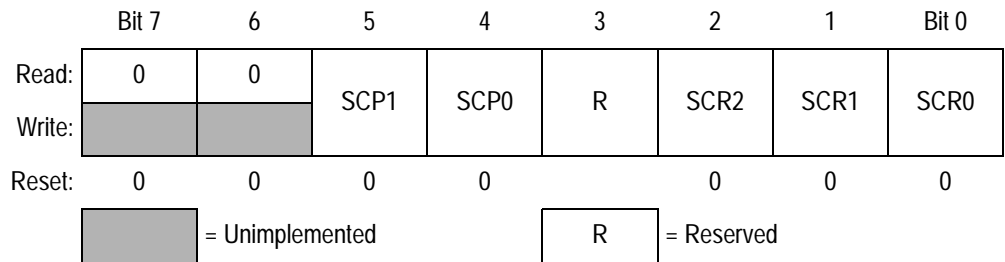 Bit 7 6 5 4 3 2 1 Bit 0
Read: 0 0 SCP1 SCP0 R SCR2 SCR1 SCR0
Write:
Reset: 0 0 0 0 0 0 0
= Unimplemented R = Reserved